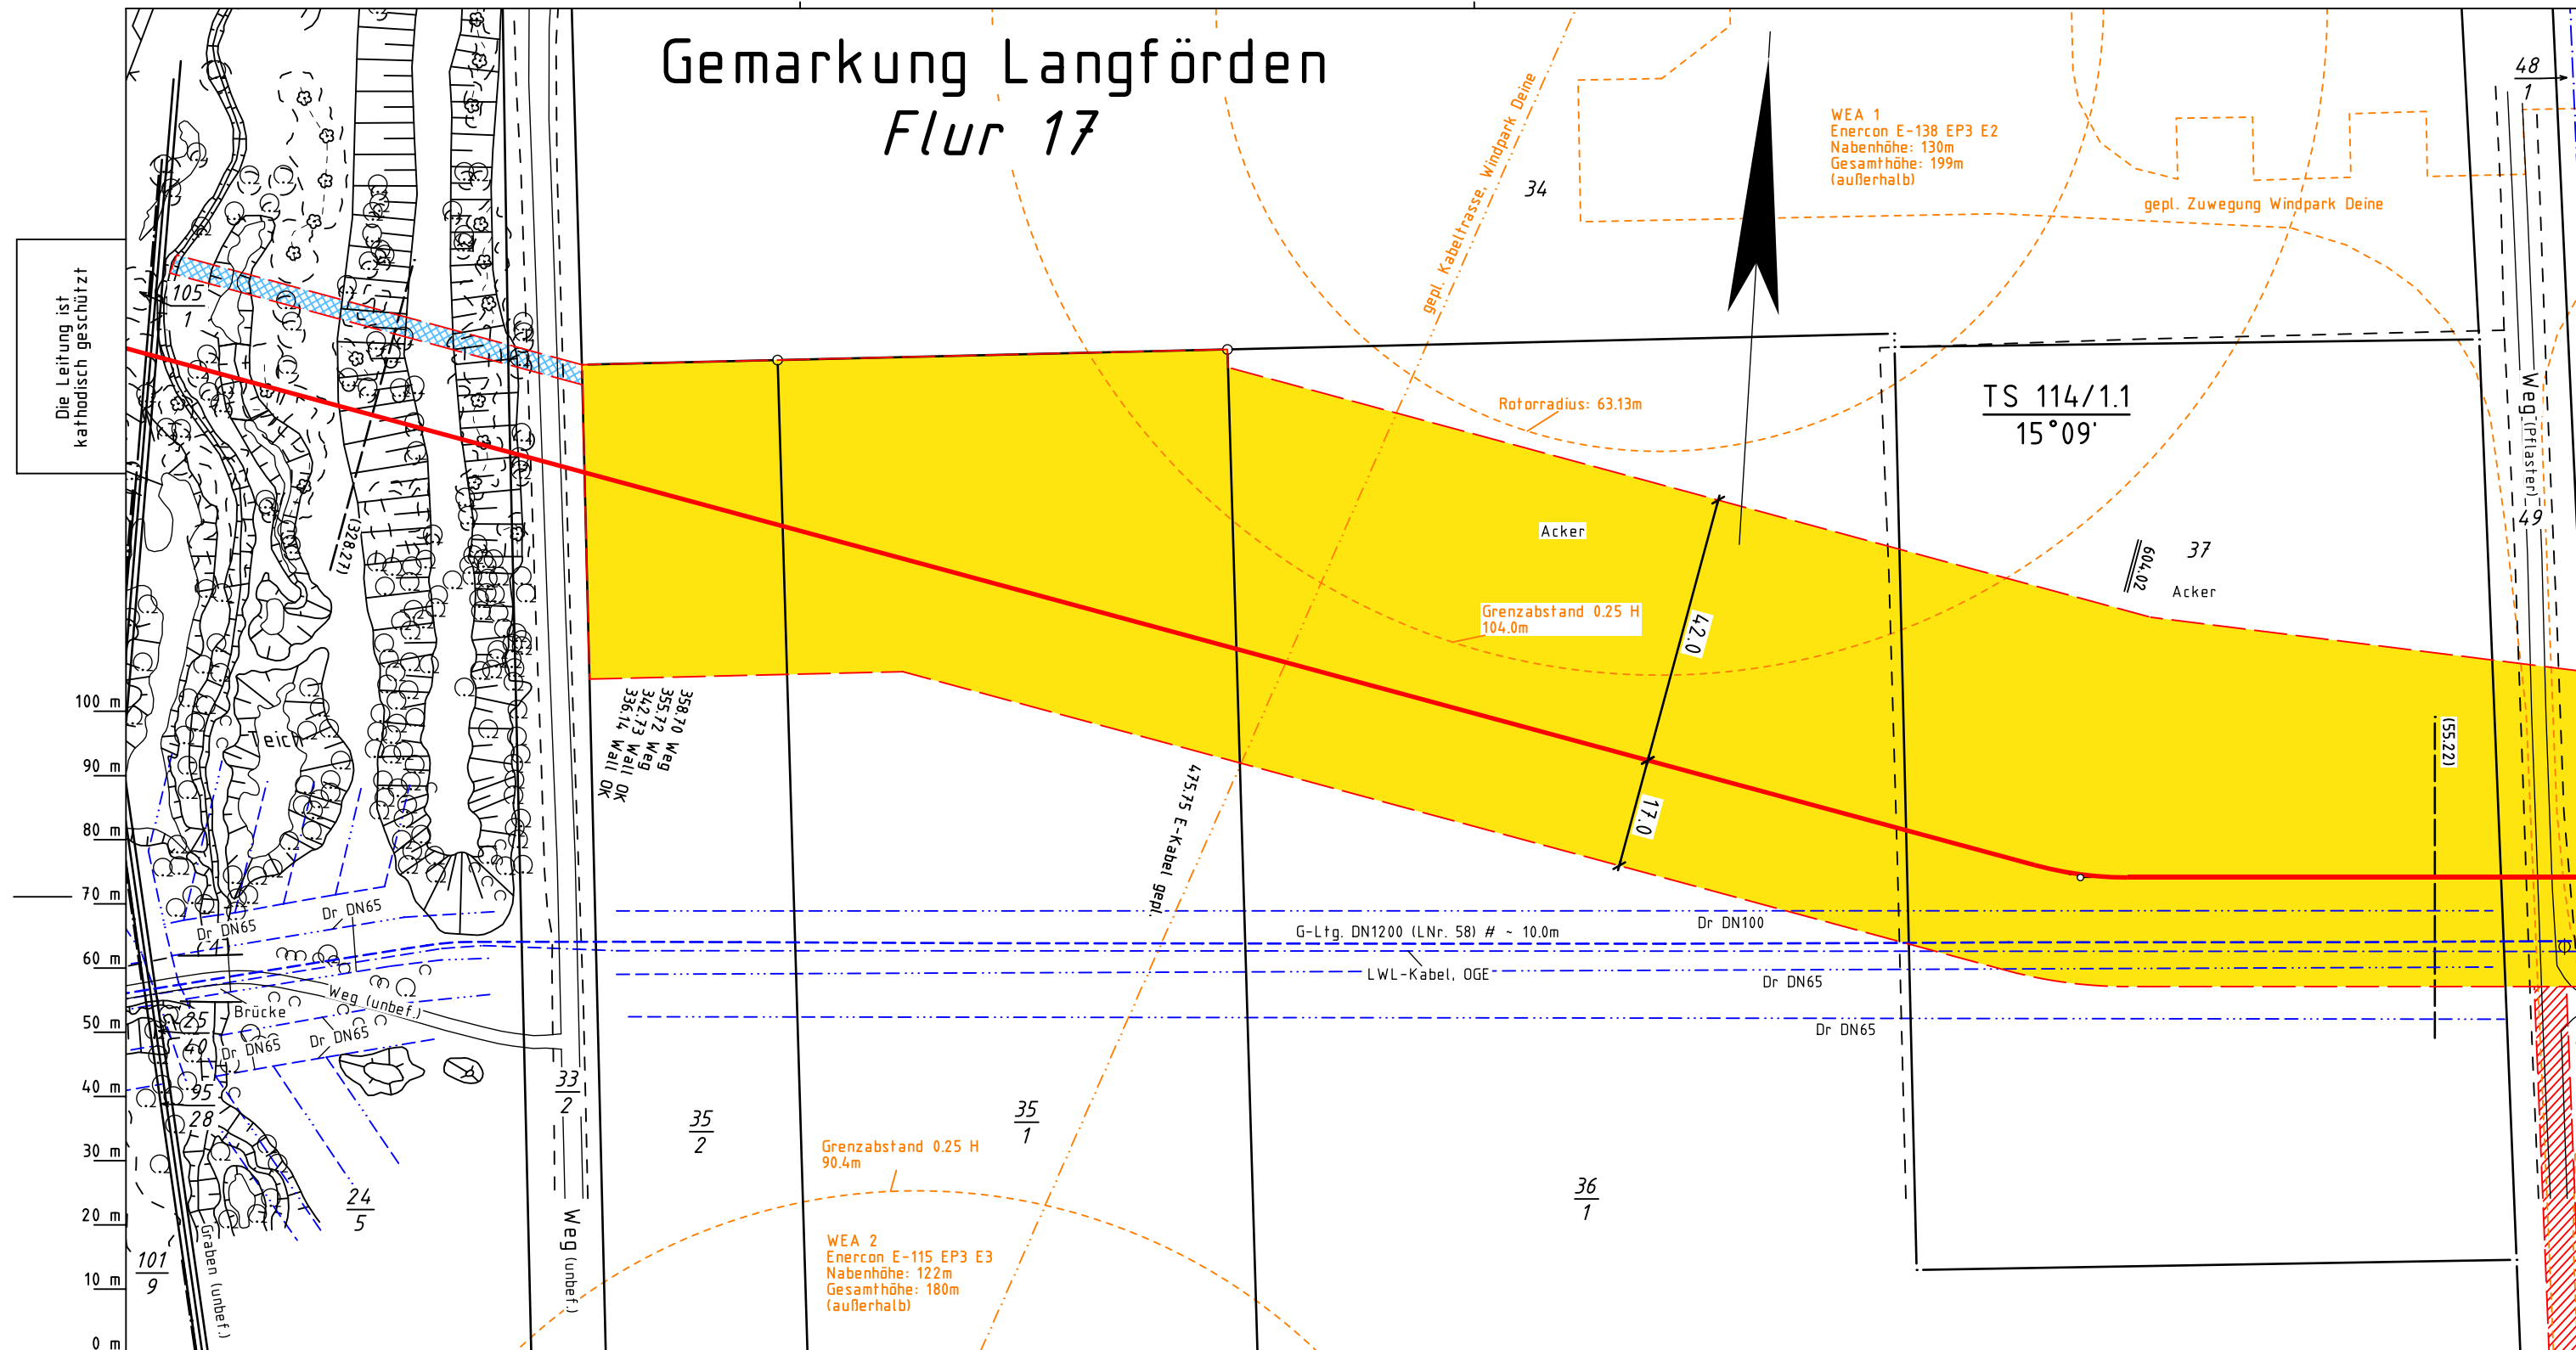 Gemarkung Langförden
Flur 17
48
1
WEA 1
Enercon E-138 EP3 E2
Nabenhöhe: 130m
Gesamthöhe: 199m
(außerhalb)
gepl. Zuwegung Windpark Deine
gepl. Kabeltrasse, Windpark Deine
34
Die Leitung ist
kathodisch geschützt
105
1
Rotorradius: 63.13m
TS 114/1.1
15°09'
Weg (Pflaster)
49
Acker
(328.27)
604.02
37
Acker
Grenzabstand 0.25 H
104.0m
42.0
17.0
(55.22)
Teich
358.70 Weg
355.72 Weg
342.73 Wall OK
336.14 Wall OK
475.75 E-Kabel gepl.
100 m
90 m
80 m
70 m
60 m
50 m
40 m
30 m
20 m
10 m
0 m
Dr DN65
Dr DN65
Dr DN100
G-Ltg. DN1200 (LNr. 58) # ~ 10.0m
LWL-Kabel, OGE
Dr DN65
Dr DN65
Weg (unbef.)
Brücke
25
40
Dr DN65
Dr DN65
95
28
33
2
35
2
35
1
36
1
24
5
101
9
Graben (unbef.)
Weg (unbef.)
Grenzabstand 0.25 H
90.4m
WEA 2
Enercon E-115 EP3 E3
Nabenhöhe: 122m
Gesamthöhe: 180m
(außerhalb)